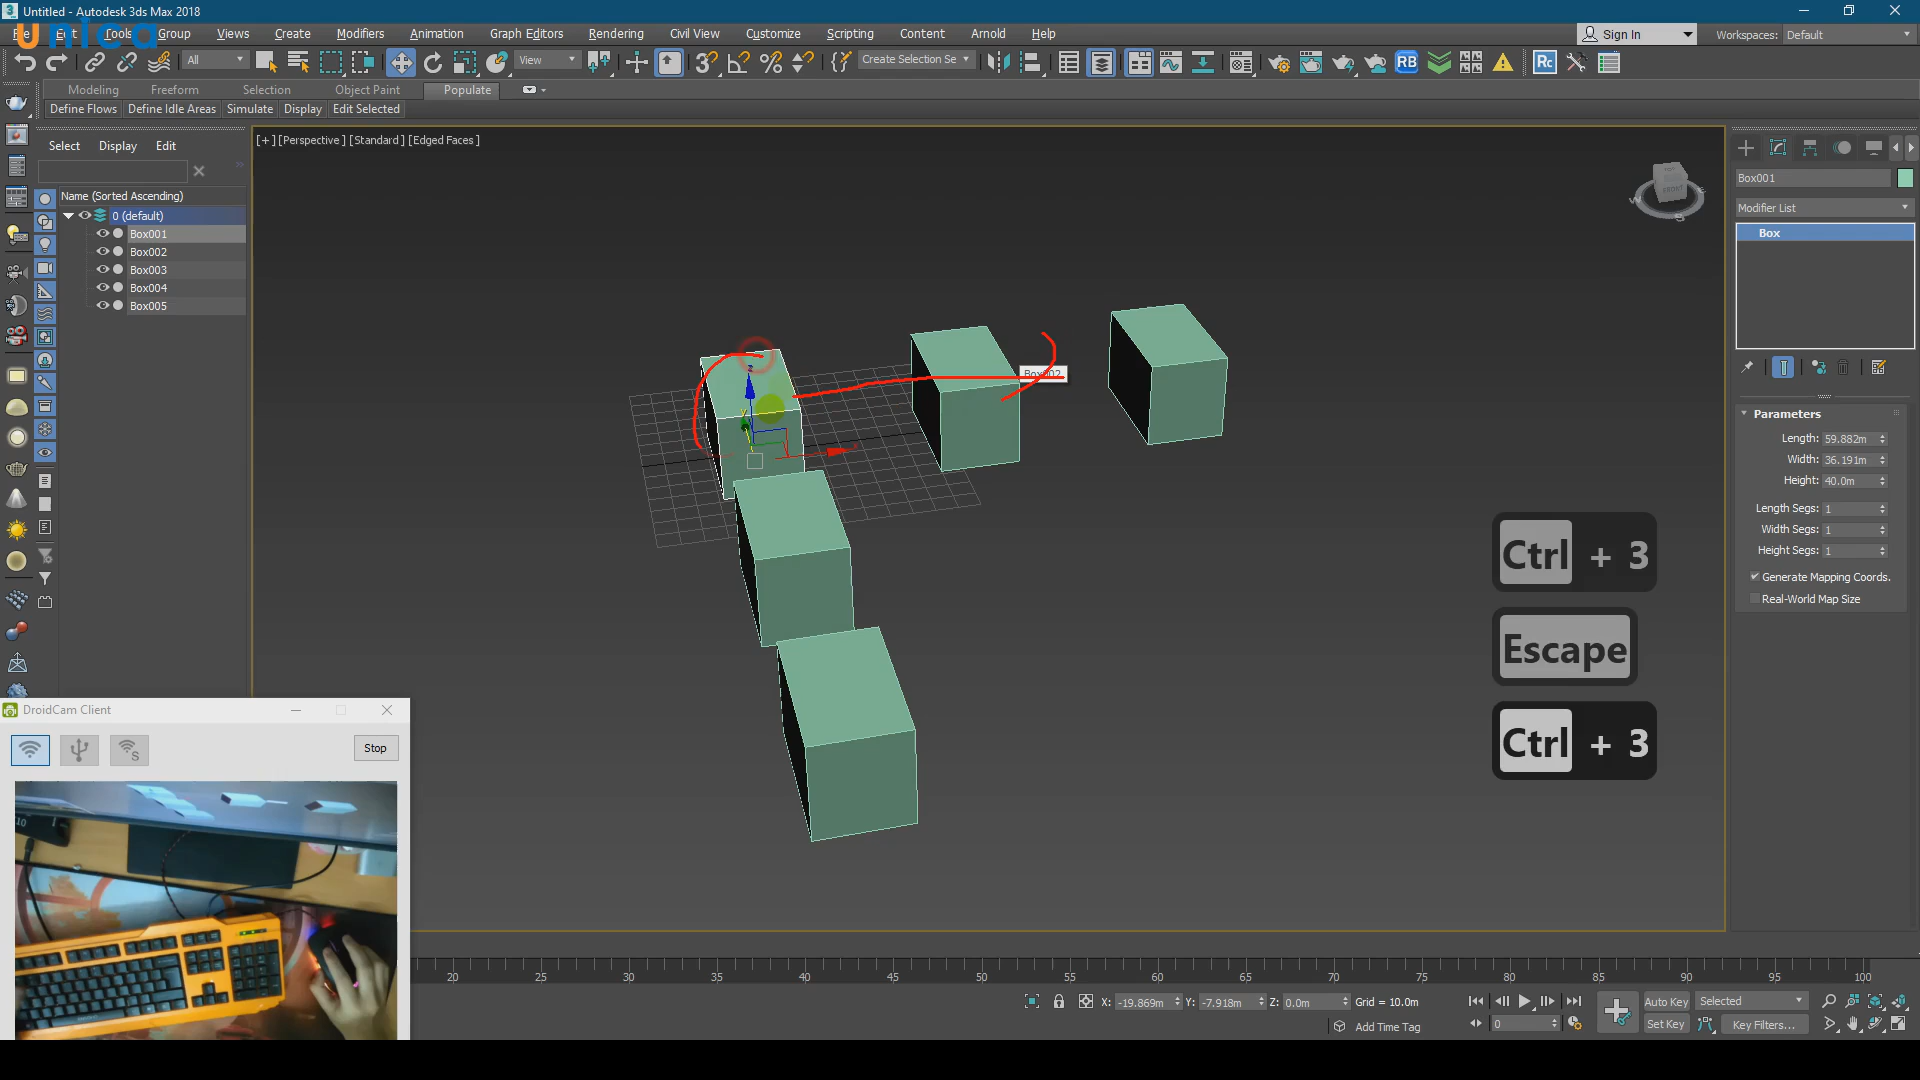 Untitled - Autodesk 3ds Max 2018
unica
Tools Group Views Create Modifiers Animation Graph Editors Rendering Civil View Customize Scripting Content Arnold Help
Sign In
Workspaces: Default
All
View
Create Selection Se
RB
Rc
Modeling Freeform Selection Object Paint Populate
Define Flows Define Idle Areas Simulate Display Edit Selected
Select Display Edit
Name (Sorted Ascending)
0 (default)
Box001
Box002
Box003
Box004
Box005
[+] [Perspective] [Standard] [Edged Faces]
FRONT
W
S
Box002
Box001
Modifier List
Box
Parameters
Length: 59.882m
Width: 36.191m
Height: 40.0m
Length Segs: 1
Width Segs: 1
Height Segs: 1
Generate Mapping Coords.
Real-World Map Size
Ctrl + 3
Escape
Ctrl + 3
DroidCam Client
Stop
20 25 30 35 40 45 50 55 60 65 70 75 80 85 90 95 100
X: -19.869m Y: -7.918m Z: 0.0m Grid = 10.0m
Add Time Tag
0
Auto Key Selected
Set Key Key Filters...